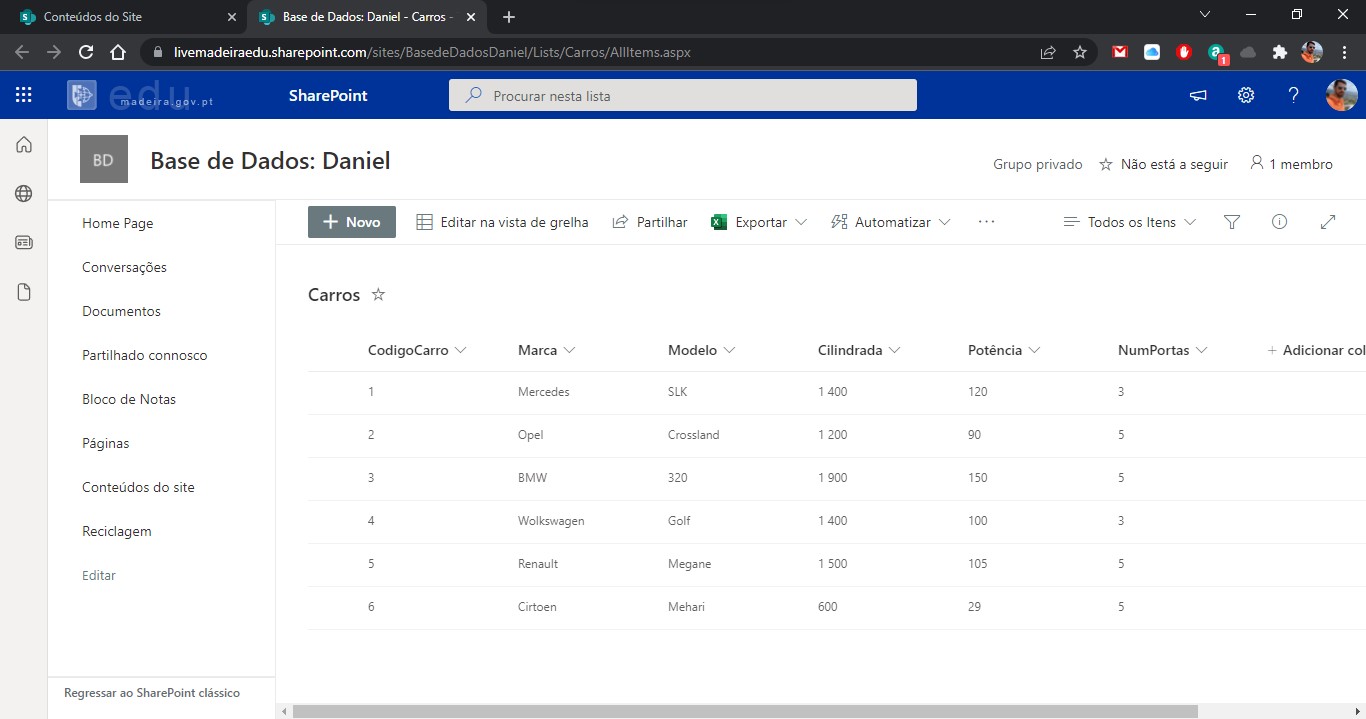 Conteúdos do Site
Base de Dados: Daniel - Carros -
livemadeiraedu.sharepoint.com/sites/BasedeDadosDaniel/Lists/Carros/AllItems.aspx
1
edu
madeira.gov.pt
SharePoint
Procurar nesta lista
BD
Base de Dados: Daniel
Grupo privado
Não está a seguir
1 membro
Home Page
Conversações
Documentos
Partilhado connosco
Bloco de Notas
Páginas
Conteúdos do site
Reciclagem
Editar
Regressar ao SharePoint clássico
Novo
Editar na vista de grelha
Partilhar
Exportar
Automatizar
Todos os Itens
Carros
CodigoCarro Marca Modelo Cilindrada Potência NumPortas + Adicionar col
1 Mercedes SLK 1 400 120 3
2 Opel Crossland 1 200 90 5
3 BMW 320 1 900 150 5
4 Wolkswagen Golf 1 400 100 3
5 Renault Megane 1 500 105 5
6 Cirtoen Mehari 600 29 5